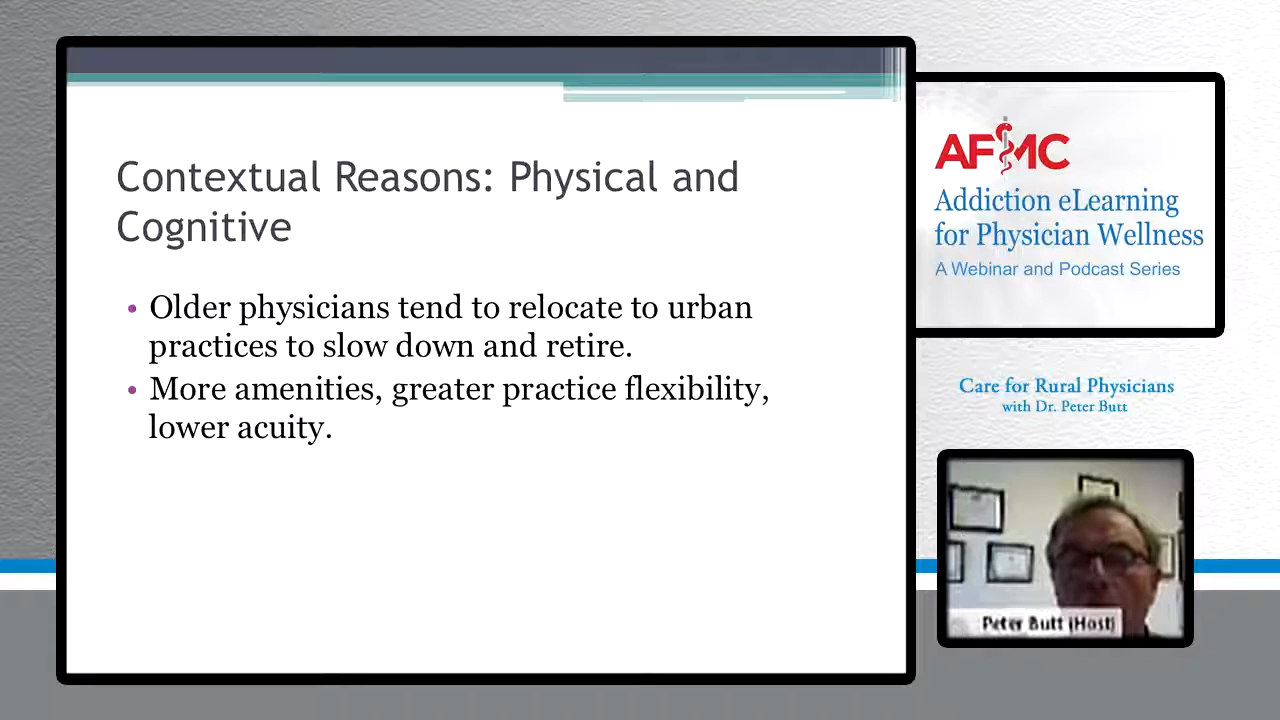 Contextual Reasons: Physical and
Cognitive
• Older physicians tend to relocate to urban
practices to slow down and retire.
• More amenities, greater practice flexibility,
lower acuity.
AFMC
Addiction eLearning
for Physician Wellness
A Webinar and Podcast Series
Care for Rural Physicians
with Dr. Peter Butt
Peter Butt (Host)